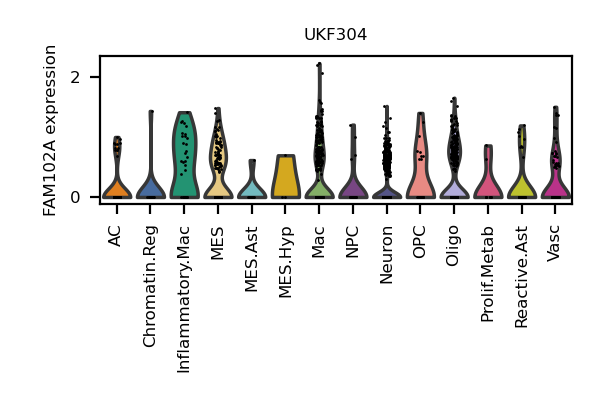 UKF304
FAM102A expression
2
0
AC
Chromatin.Reg
Inflammatory.Mac
MES
MES.Ast
MES.Hyp
Mac
NPC
Neuron
OPC
Oligo
Prolif.Metab
Reactive.Ast
Vasc